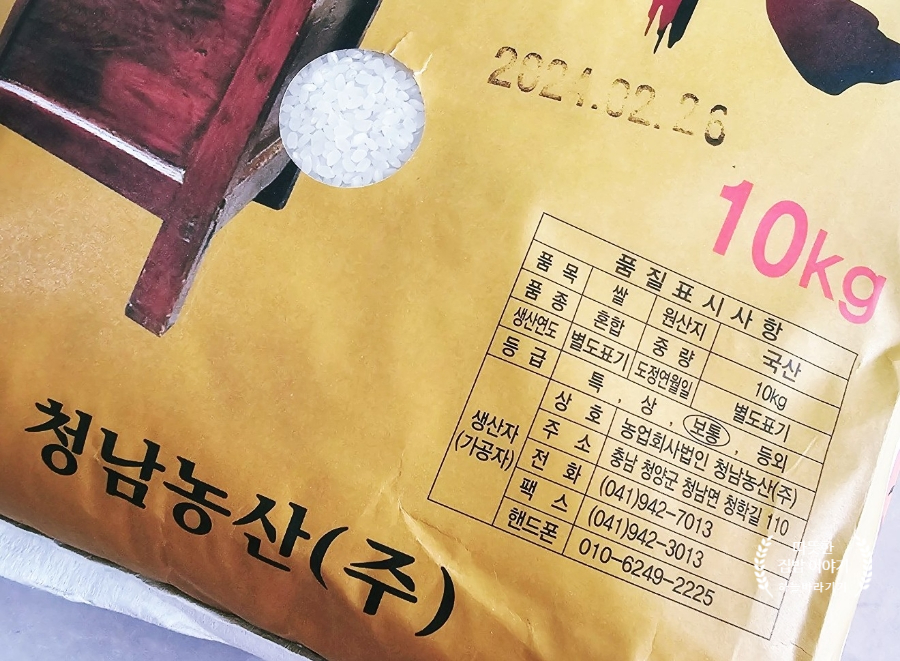 2024.02.26
10kg
품질표시사항
품목 쌀 원산지 국산
품종 혼합 중량 10kg
생산연도 별도표기 도정연월일 별도표기
등급 특, 상, 보통, 등외
생산자(가공자) 상호 농업회사법인 청남농산(주)
주소 충남 청양군 청남면 청학길 110
전화 (041)942-7013
팩스 (041)942-3013
핸드폰 010-6249-2225
청남농산(주)
집밥 이야기